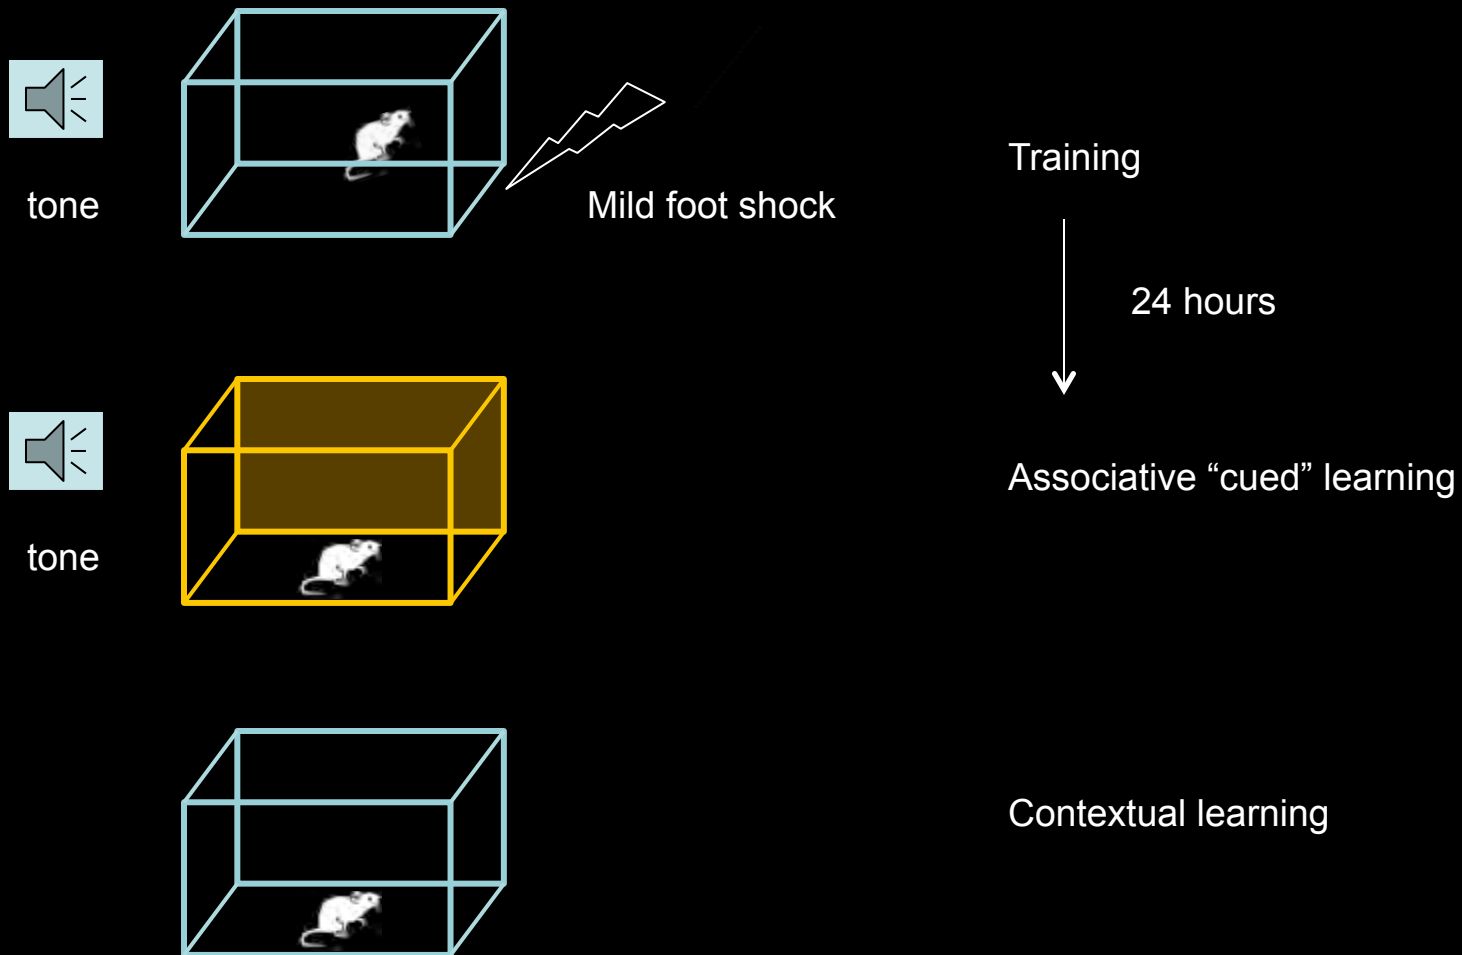 Training
tone
Mild foot shock
24 hours
Associative “cued” learning
tone
Contextual learning